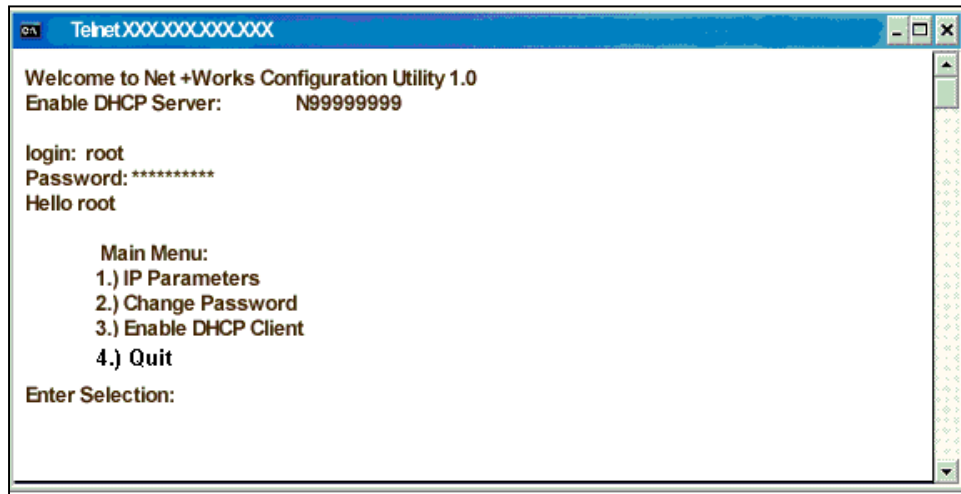 Telnet XXX.XXX.XXX.XXX
Welcome to Net +Works Configuration Utility 1.0
Enable DHCP Server: N99999999
login: root
Password: **********
Hello root
Main Menu:
1.) IP Parameters
2.) Change Password
3.) Enable DHCP Client
4.) Quit
Enter Selection: